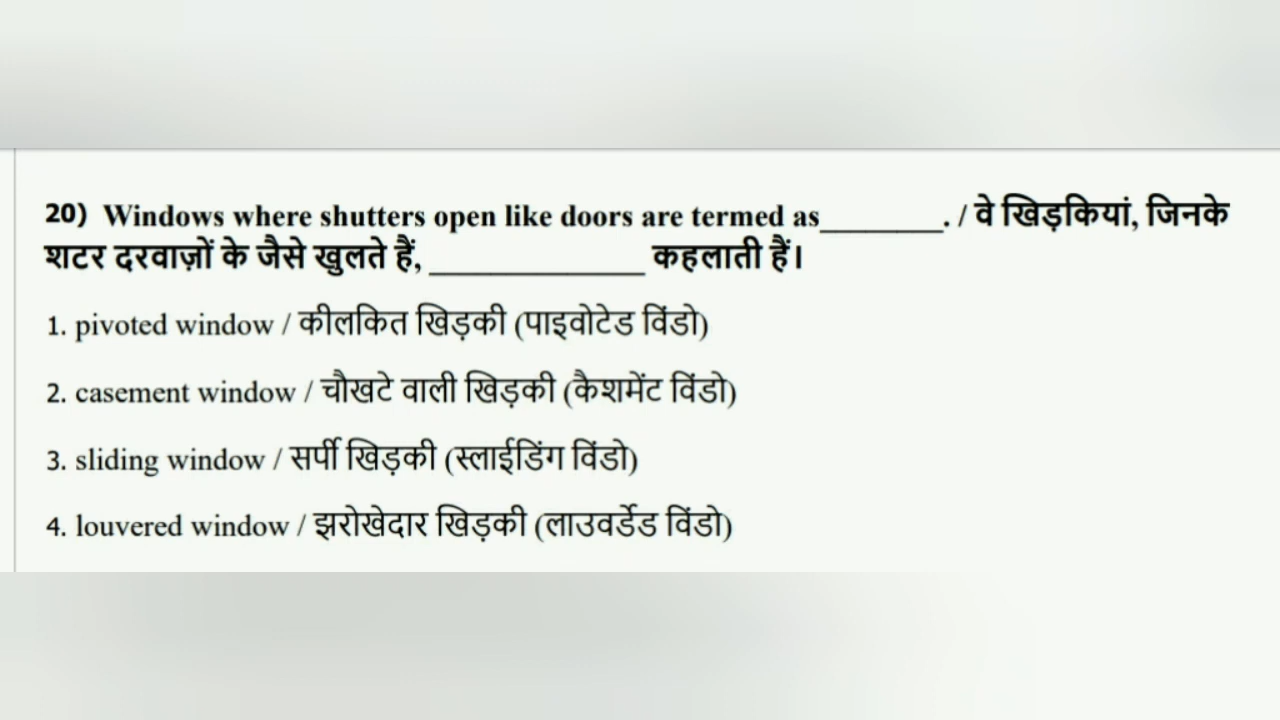 20) Windows where shutters open like doors are termed as________. / वे खिड़कियां, जिनके
शटर दरवाज़ों के जैसे खुलते हैं, ______________ कहलाती हैं।
1. pivoted window / कीलकित खिड़की (पाइवोटेड विंडो)
2. casement window / चौखटे वाली खिड़की (कैशमेंट विंडो)
3. sliding window / सर्पी खिड़की (स्लाईडिंग विंडो)
4. louvered window / झरोखेदार खिड़की (लाउवर्डेड विंडो)